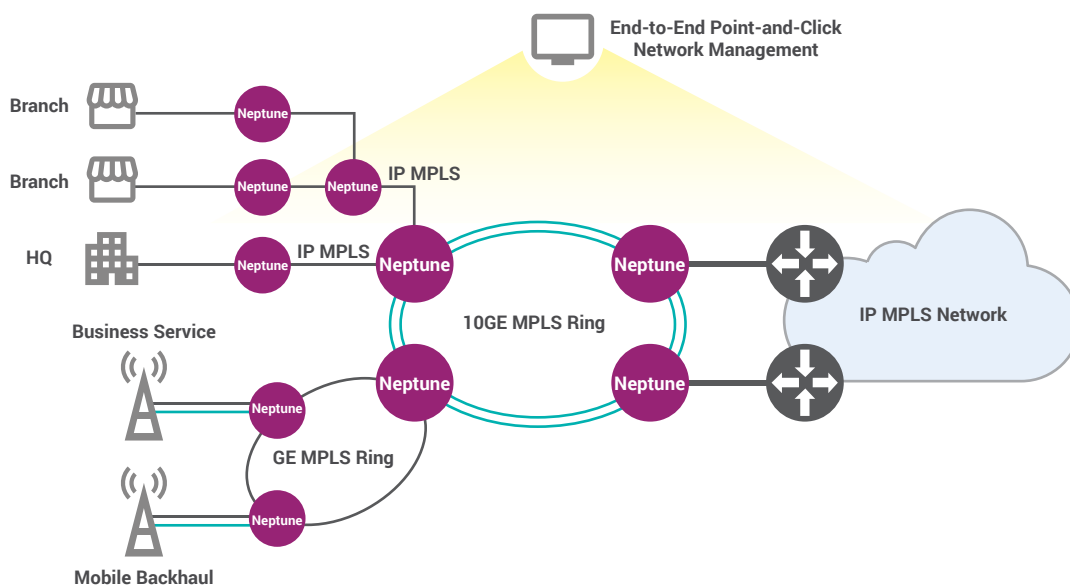 End-to-End Point-and-Click
Network Management
Branch
Neptune
Branch
Neptune
Neptune
IP MPLS
HQ
Neptune
IP MPLS
Neptune
Neptune
10GE MPLS Ring
IP MPLS Network
Business Service
Neptune
Neptune
Neptune
GE MPLS Ring
Neptune
Mobile Backhaul